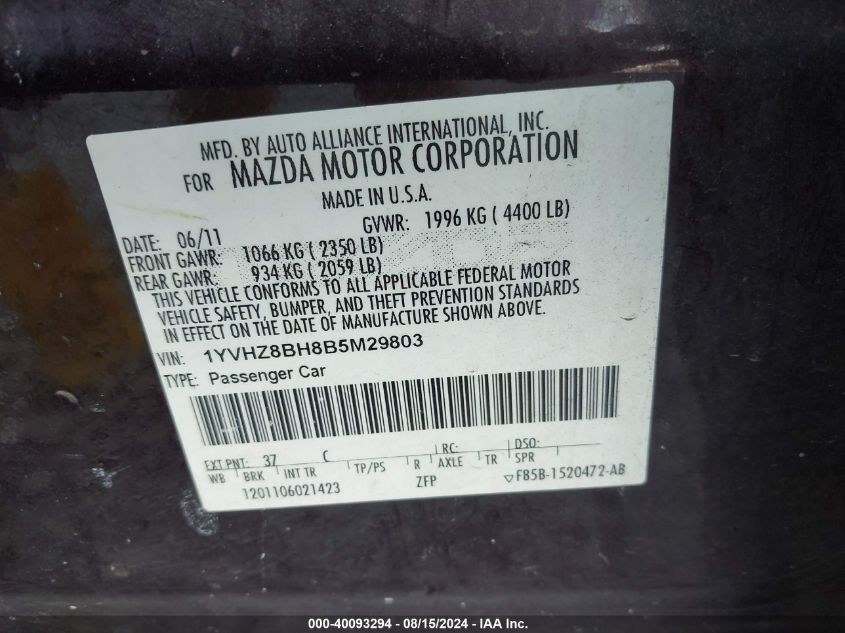 MFD. BY AUTO ALLIANCE INTERNATIONAL, INC.
FOR MAZDA MOTOR CORPORATION
MADE IN U.S.A.
DATE: 06/11 GVWR: 1996 KG ( 4400 LB)
FRONT GAWR: 1066 KG ( 2350 LB)
REAR GAWR: 934 KG ( 2059 LB)
THIS VEHICLE CONFORMS TO ALL APPLICABLE FEDERAL MOTOR
VEHICLE SAFETY, BUMPER, AND THEFT PREVENTION STANDARDS
IN EFFECT ON THE DATE OF MANUFACTURE SHOWN ABOVE.
VIN: 1YVHZ8BH8B5M29803
TYPE: Passenger Car
EXT PNT: 37 C RC: DSO:
WB BRK INT TR TP/PS R AXLE TR SPR
1201106021423 ZFP ▽FB5B-1520472-AB
000-40093294 - 08/15/2024 - IAA Inc.